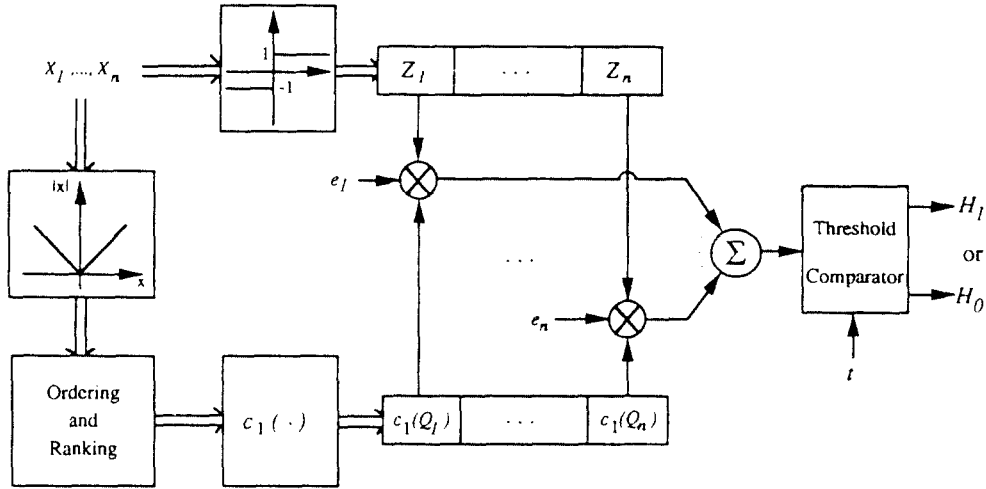 X₁ ,..., Xₙ
1
-1
Z₁ ... Zₙ
|x|
x
e₁
...
eₙ
Σ
Threshold
Comparator
H₁
or
H₀
t
Ordering
and
Ranking
c₁ ( · )
c₁(Q₁) ... c₁(Qₙ)